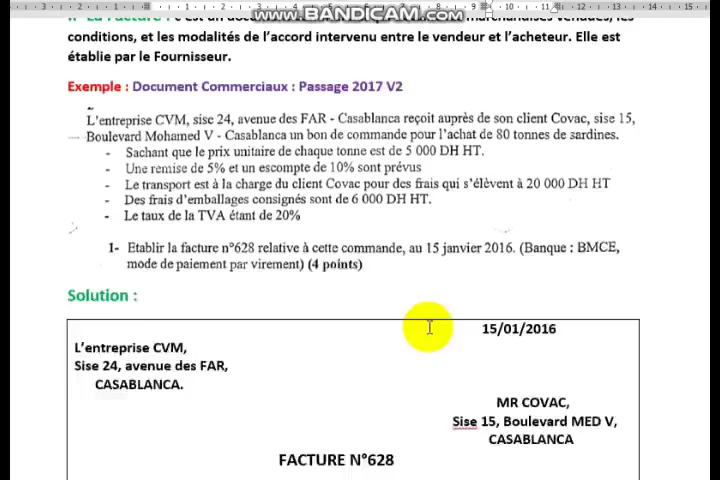 WWW.BANDICAM.COM
conditions, et les modalités de l'accord intervenu entre le vendeur et l'acheteur. Elle est
établie par le Fournisseur.
Exemple : Document Commerciaux : Passage 2017 V2
L'entreprise CVM, sise 24, avenue des FAR - Casablanca reçoit auprès de son client Covac, sise 15,
Boulevard Mohamed V - Casablanca un bon de commande pour l'achat de 80 tonnes de sardines.
- Sachant que le prix unitaire de chaque tonne est de 5 000 DH HT.
- Une remise de 5% et un escompte de 10% sont prévus
- Le transport est à la charge du client Covac pour des frais qui s'élèvent à 20 000 DH HT
- Des frais d'emballages consignés sont de 6 000 DH HT.
- Le taux de la TVA étant de 20%
1- Etablir la facture n°628 relative à cette commande, au 15 janvier 2016. (Banque : BMCE,
mode de paiement par virement) (4 points)
Solution :
15/01/2016
L'entreprise CVM,
Sise 24, avenue des FAR,
CASABLANCA.
MR COVAC,
Sise 15, Boulevard MED V,
CASABLANCA
FACTURE N°628